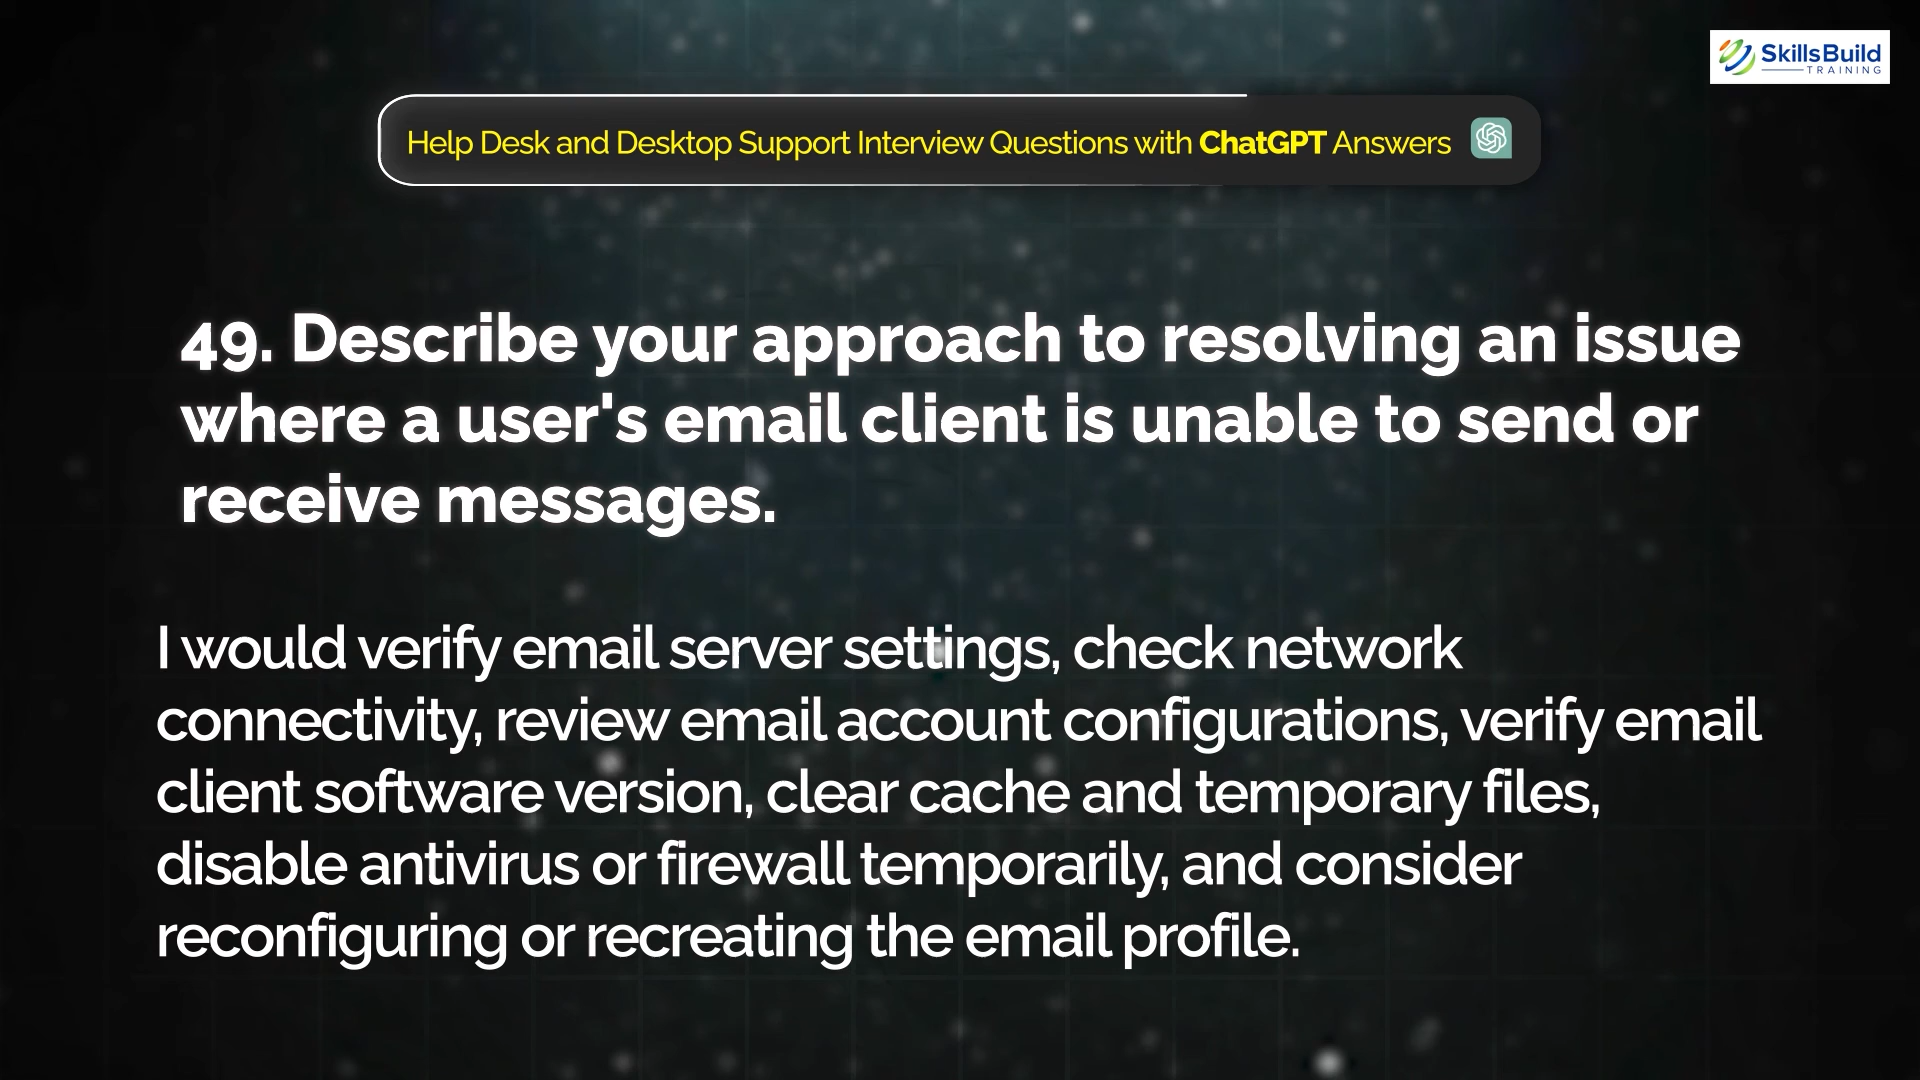 SkillsBuild
TRAINING
Help Desk and Desktop Support Interview Questions with ChatGPT Answers
49. Describe your approach to resolving an issue
where a user's email client is unable to send or
receive messages.
I would verify email server settings, check network
connectivity, review email account configurations, verify email
client software version, clear cache and temporary files,
disable antivirus or firewall temporarily, and consider
reconfiguring or recreating the email profile.